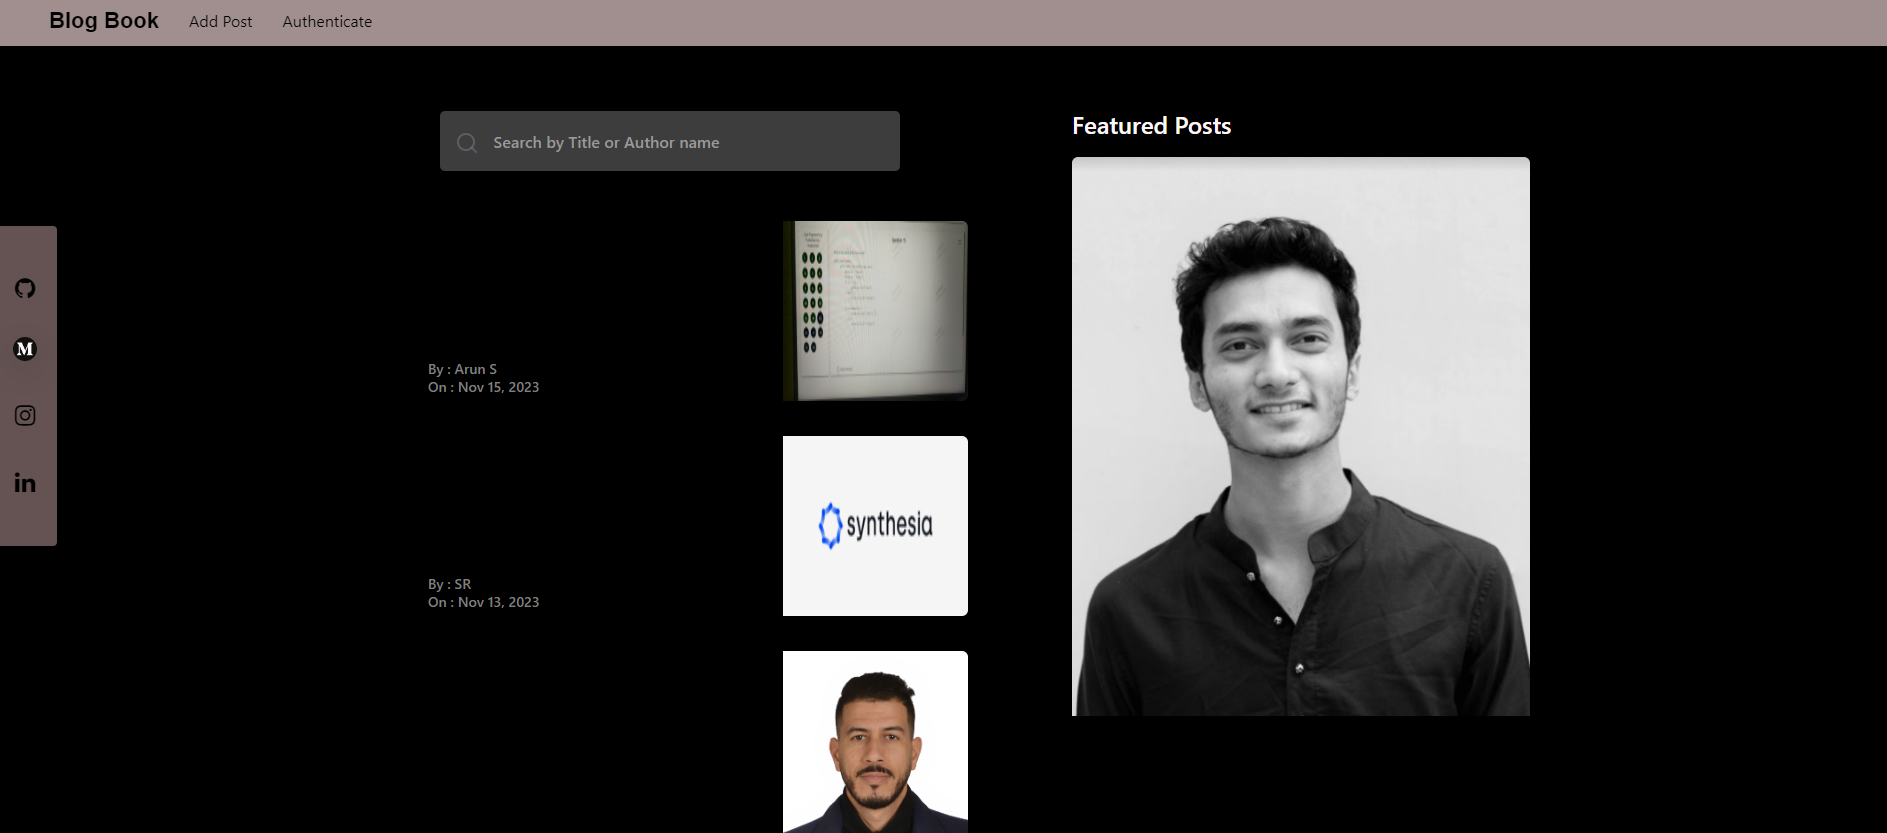 Blog Book Add Post Authenticate
Search by Title or Author name
By : Arun S
On : Nov 15, 2023
synthesia
By : SR
On : Nov 13, 2023
Featured Posts
M
in